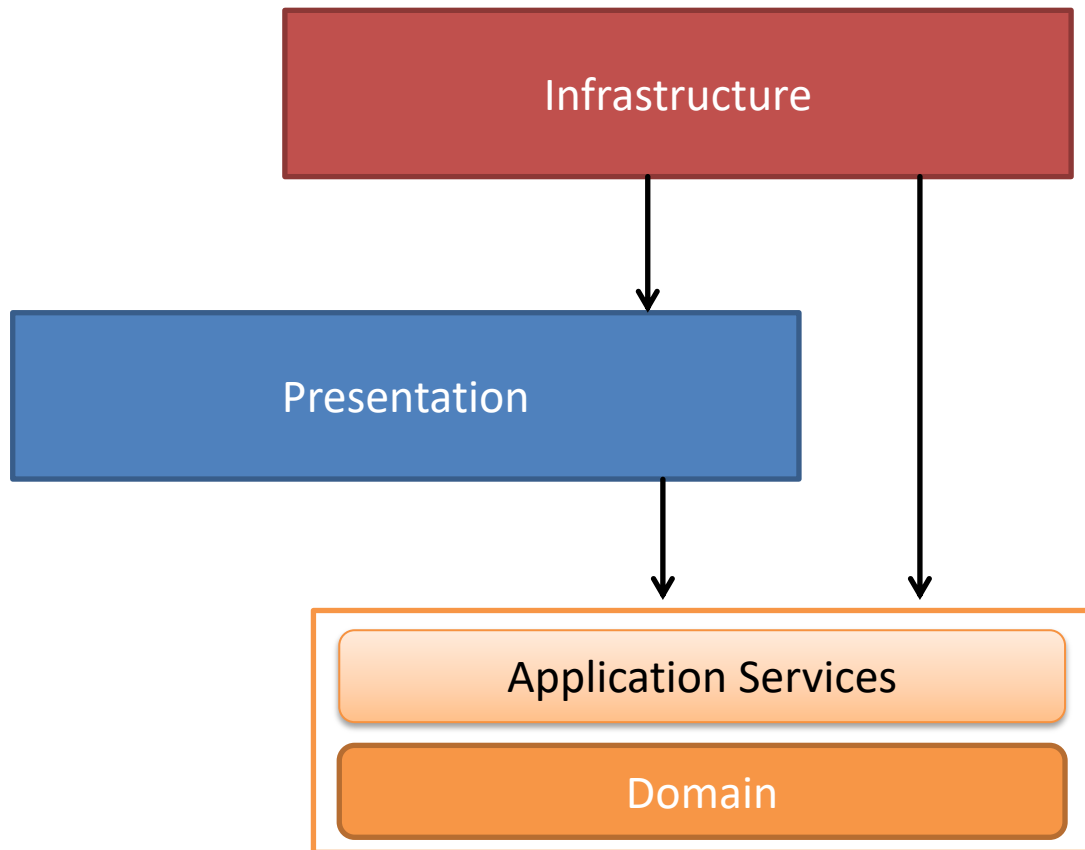 Infrastructure
Presentation
Application Services
Domain